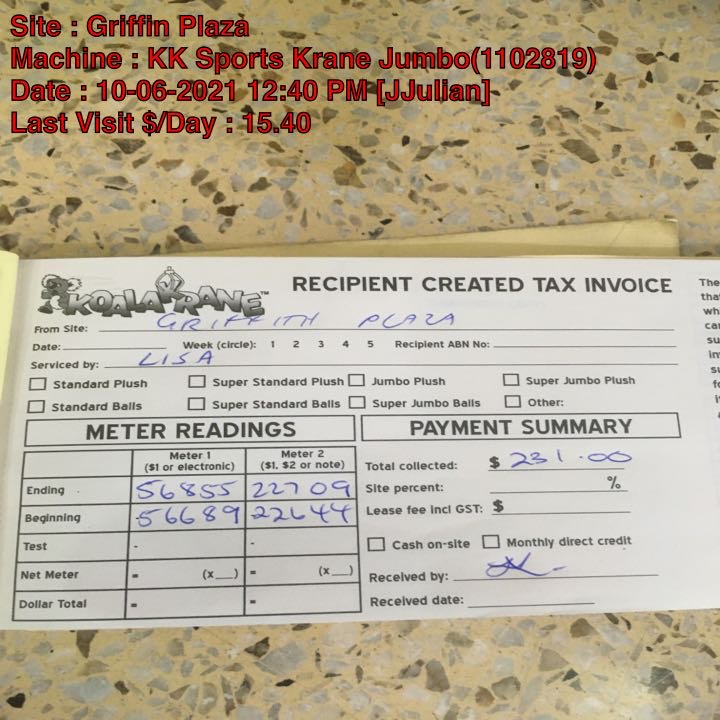 Site : Griffin Plaza
Machine : KK Sports Krane Jumbo(1102819)
Date : 10-06-2021 12:40 PM [JJulian]
Last Visit $/Day : 15.40
KOALA KRANE™
RECIPIENT CREATED TAX INVOICE
From Site: GRIFFITH PLAZA
Date: Week (circle): 1 2 3 4 5 Recipient ABN No:
Serviced by: LISA
Standard Plush Super Standard Plush Jumbo Plush Super Jumbo Plush
Standard Balls Super Standard Balls Super Jumbo Balls Other:
METER READINGS
Meter 1 ($1 or electronic) Meter 2 ($1, $2 or note)
Ending 56855 22709
Beginning 56689 22644
Test - -
Net Meter = (x__) = (x__)
Dollar Total = =
PAYMENT SUMMARY
Total collected: $ 231.00
Site percent: %
Lease fee incl GST: $
Cash on-site Monthly direct credit
Received by:
Received date:
The